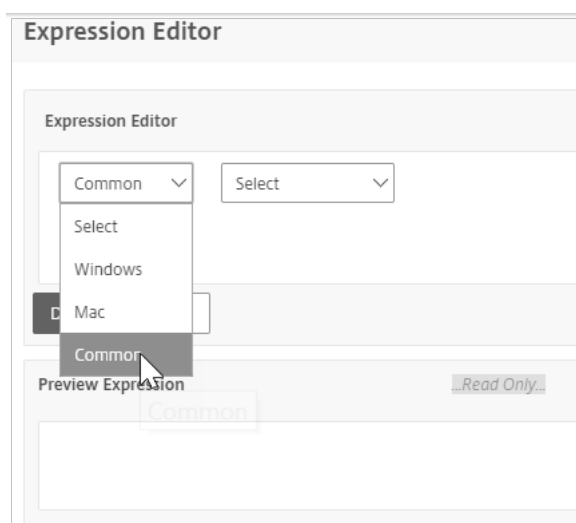 Expression Editor
Expression Editor
Common Select
Select
Windows
D Mac
Common
Preview Expression ...Read Only...
Common